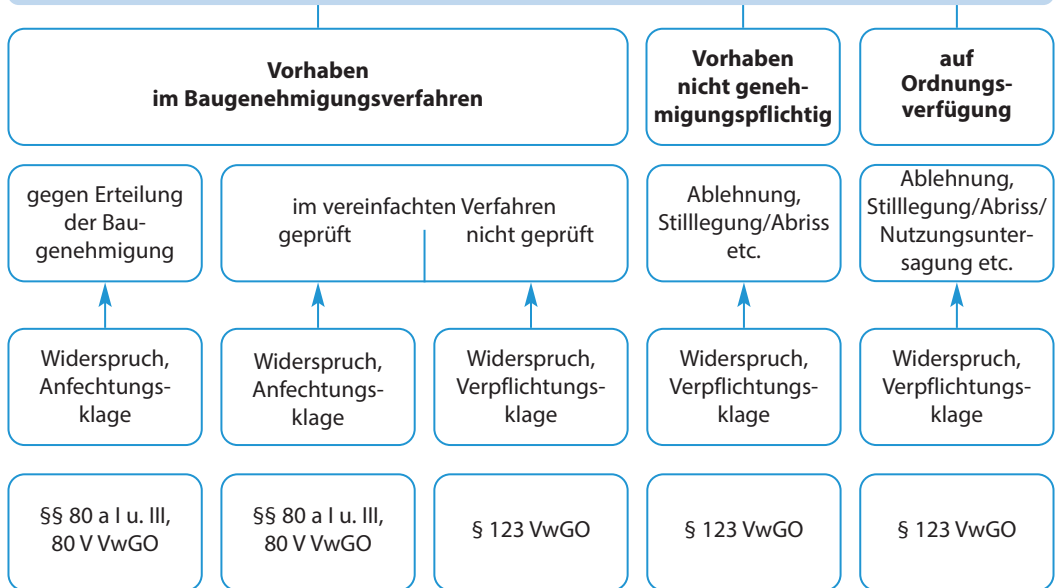 Vorhaben
im Baugenehmigungsverfahren
Vorhaben
nicht geneh-
migungspflichtig
auf
Ordnungs-
verfügung
gegen Erteilung
der Bau-
genehmigung
im vereinfachten Verfahren
geprüft
nicht geprüft
Ablehnung,
Stilllegung/Abriss
etc.
Ablehnung,
Stilllegung/Abriss/
Nutzungsunter-
sagung etc.
Widerspruch,
Anfechtungs-
klage
Widerspruch,
Anfechtungs-
klage
Widerspruch,
Verpflichtungs-
klage
Widerspruch,
Verpflichtungs-
klage
Widerspruch,
Verpflichtungs-
klage
§§ 80 a I u. III,
80 V VwGO
§§ 80 a I u. III,
80 V VwGO
§ 123 VwGO
§ 123 VwGO
§ 123 VwGO